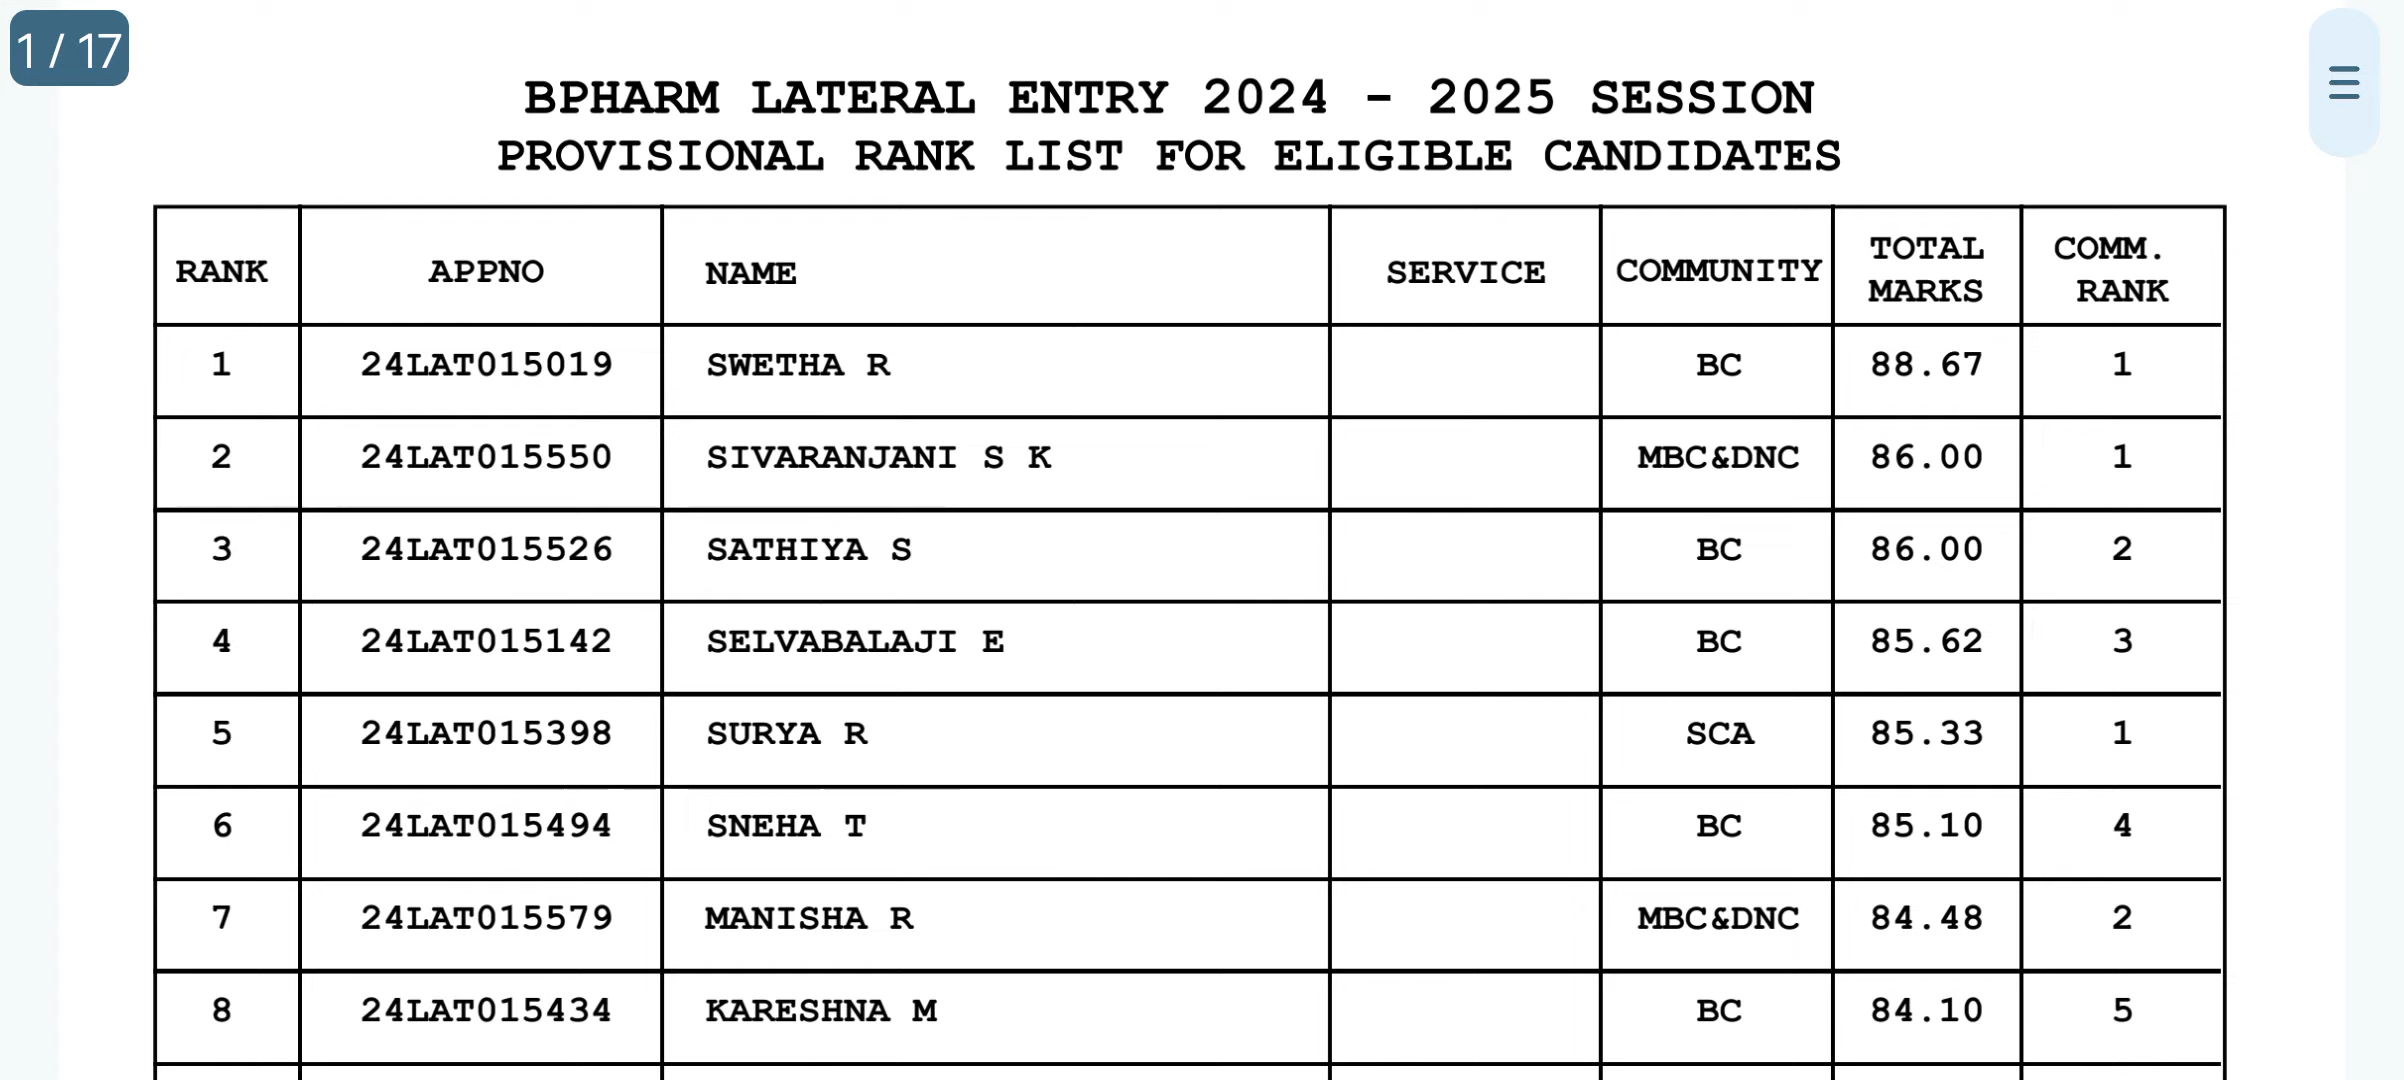 1 / 17
BPHARM LATERAL ENTRY 2024 - 2025 SESSION
PROVISIONAL RANK LIST FOR ELIGIBLE CANDIDATES
RANK APPNO NAME SERVICE COMMUNITY TOTAL MARKS COMM. RANK
1 24LAT015019 SWETHA R BC 88.67 1
2 24LAT015550 SIVARANJANI S K MBC&DNC 86.00 1
3 24LAT015526 SATHIYA S BC 86.00 2
4 24LAT015142 SELVABALAJI E BC 85.62 3
5 24LAT015398 SURYA R SCA 85.33 1
6 24LAT015494 SNEHA T BC 85.10 4
7 24LAT015579 MANISHA R MBC&DNC 84.48 2
8 24LAT015434 KARESHNA M BC 84.10 5